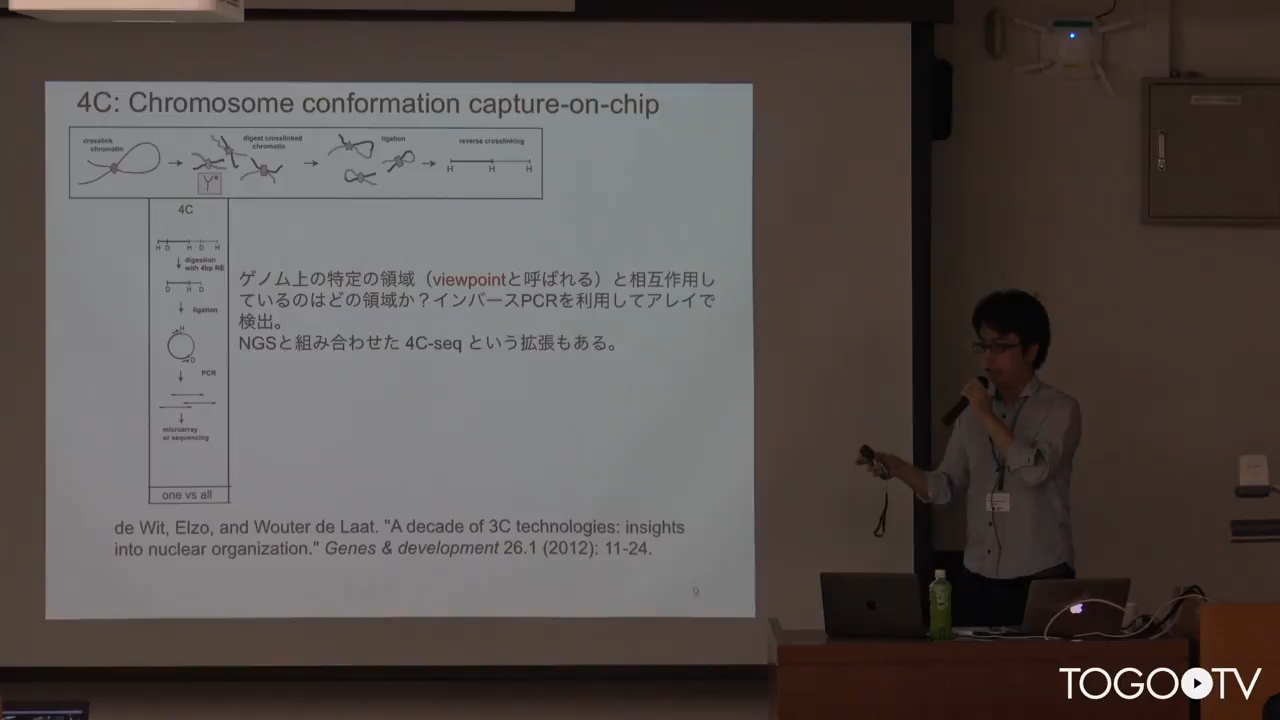 4C: Chromosome conformation capture-on-chip
crosslink
chromatin
digest crosslinked
chromatin
ligation
reverse crosslinking
H H H
Y*
4C
H D H D H
digestion
with 4bp RE
D H D
ligation
H
D
PCR
microarray
or sequencing
one vs all
ゲノム上の特定の領域（viewpointと呼ばれる）と相互作用し
ているのはどの領域か？インバースPCRを利用してアレイで
検出。
NGSと組み合わせた 4C-seq という拡張もある。
de Wit, Elzo, and Wouter de Laat. "A decade of 3C technologies: insights
into nuclear organization." Genes & development 26.1 (2012): 11-24.
9
TOGOTV